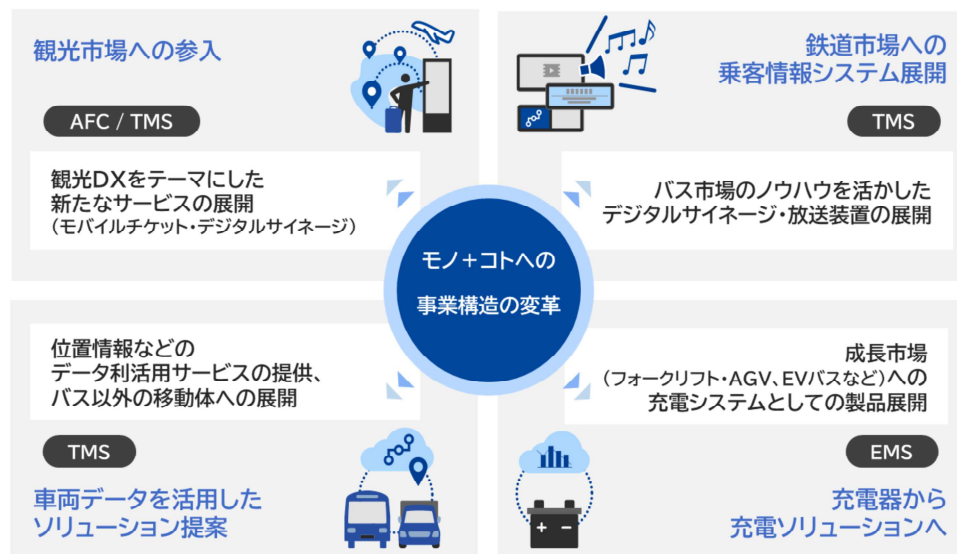 観光市場への参入
AFC / TMS
観光DXをテーマにした
新たなサービスの展開
(モバイルチケット・デジタルサイネージ)
鉄道市場への
乗客情報システム展開
TMS
バス市場のノウハウを活かした
デジタルサイネージ・放送装置の展開
モノ＋コトへの
事業構造の変革
位置情報などの
データ利活用サービスの提供、
バス以外の移動体への展開
TMS
車両データを活用した
ソリューション提案
成長市場
(フォークリフト・AGV、EVバスなど)への
充電システムとしての製品展開
EMS
充電器から
充電ソリューションへ